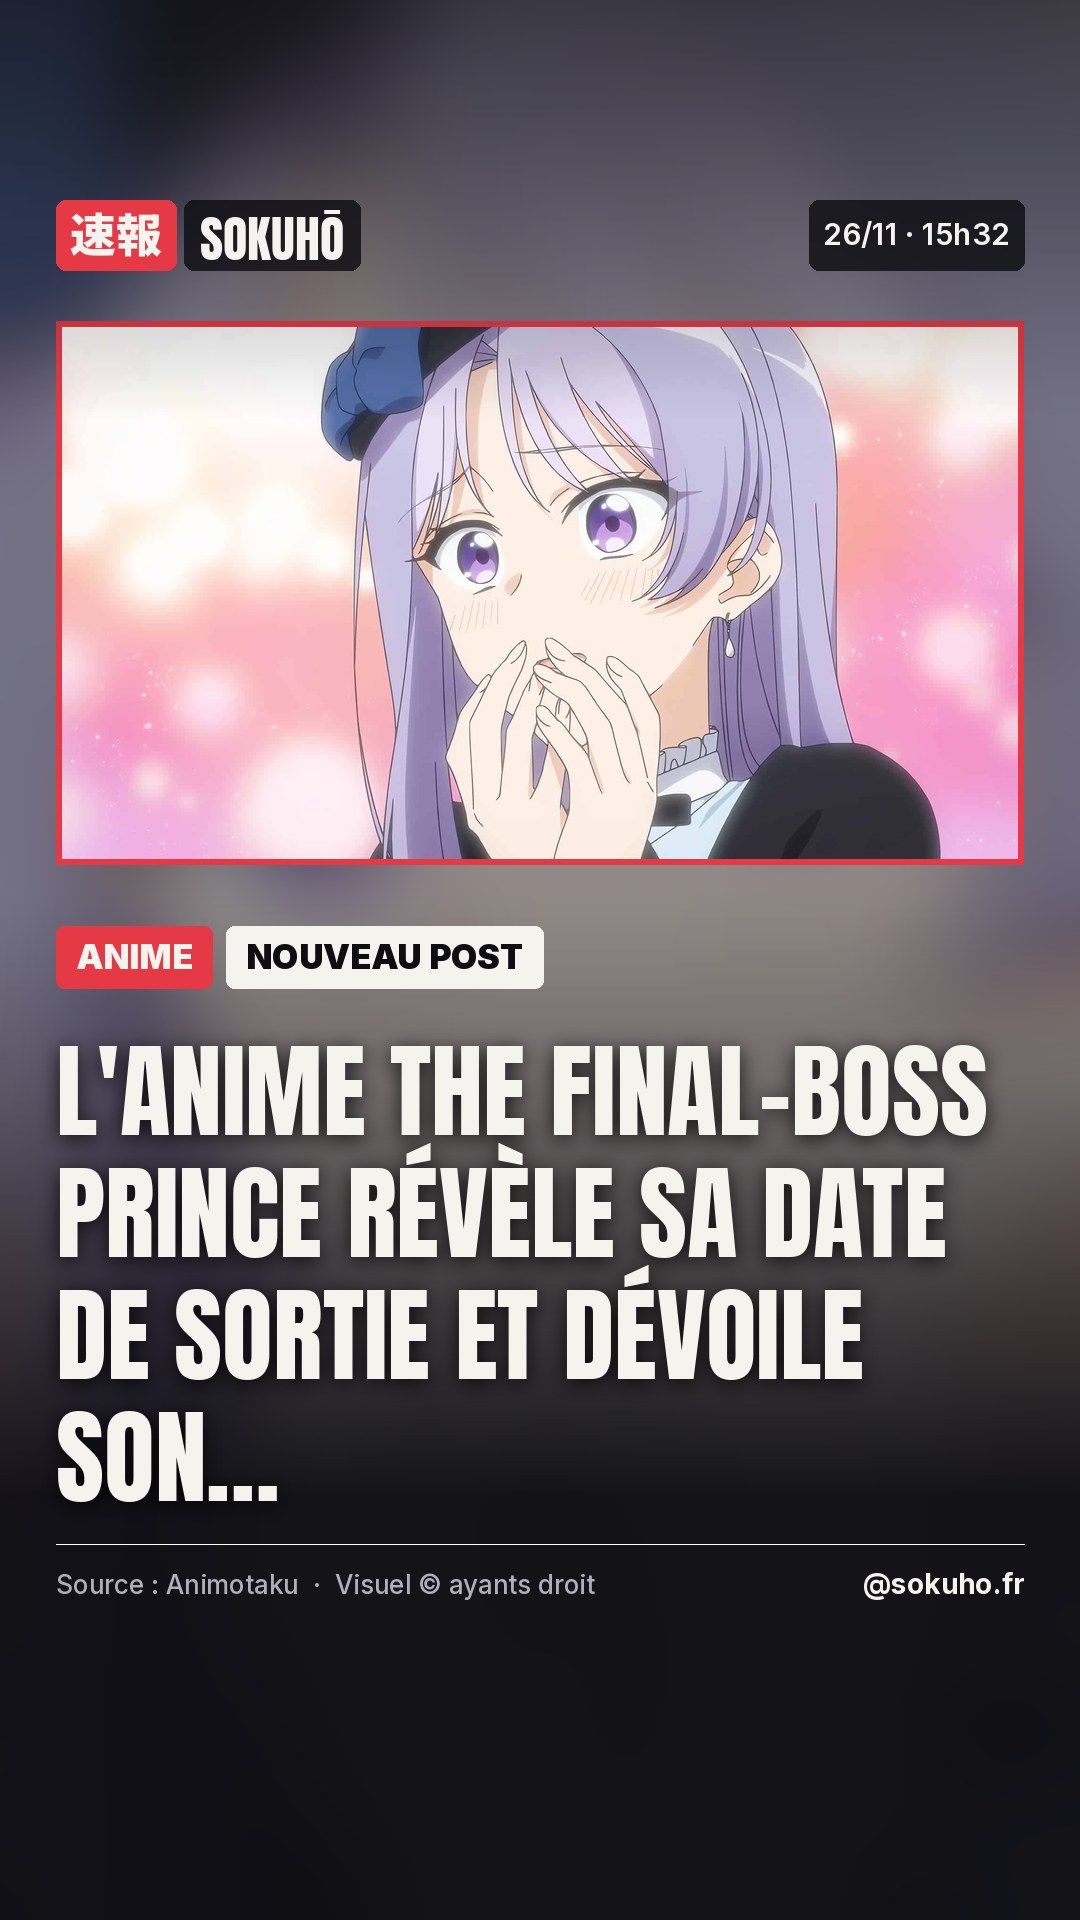 速報 SOKUHŌ 26/11 · 15h32
ANIME NOUVEAU POST
L'ANIME THE FINAL-BOSS
PRINCE RÉVÈLE SA DATE
DE SORTIE ET DÉVOILE
SON...
Source : Animotaku · Visuel © ayants droit @sokuho.fr